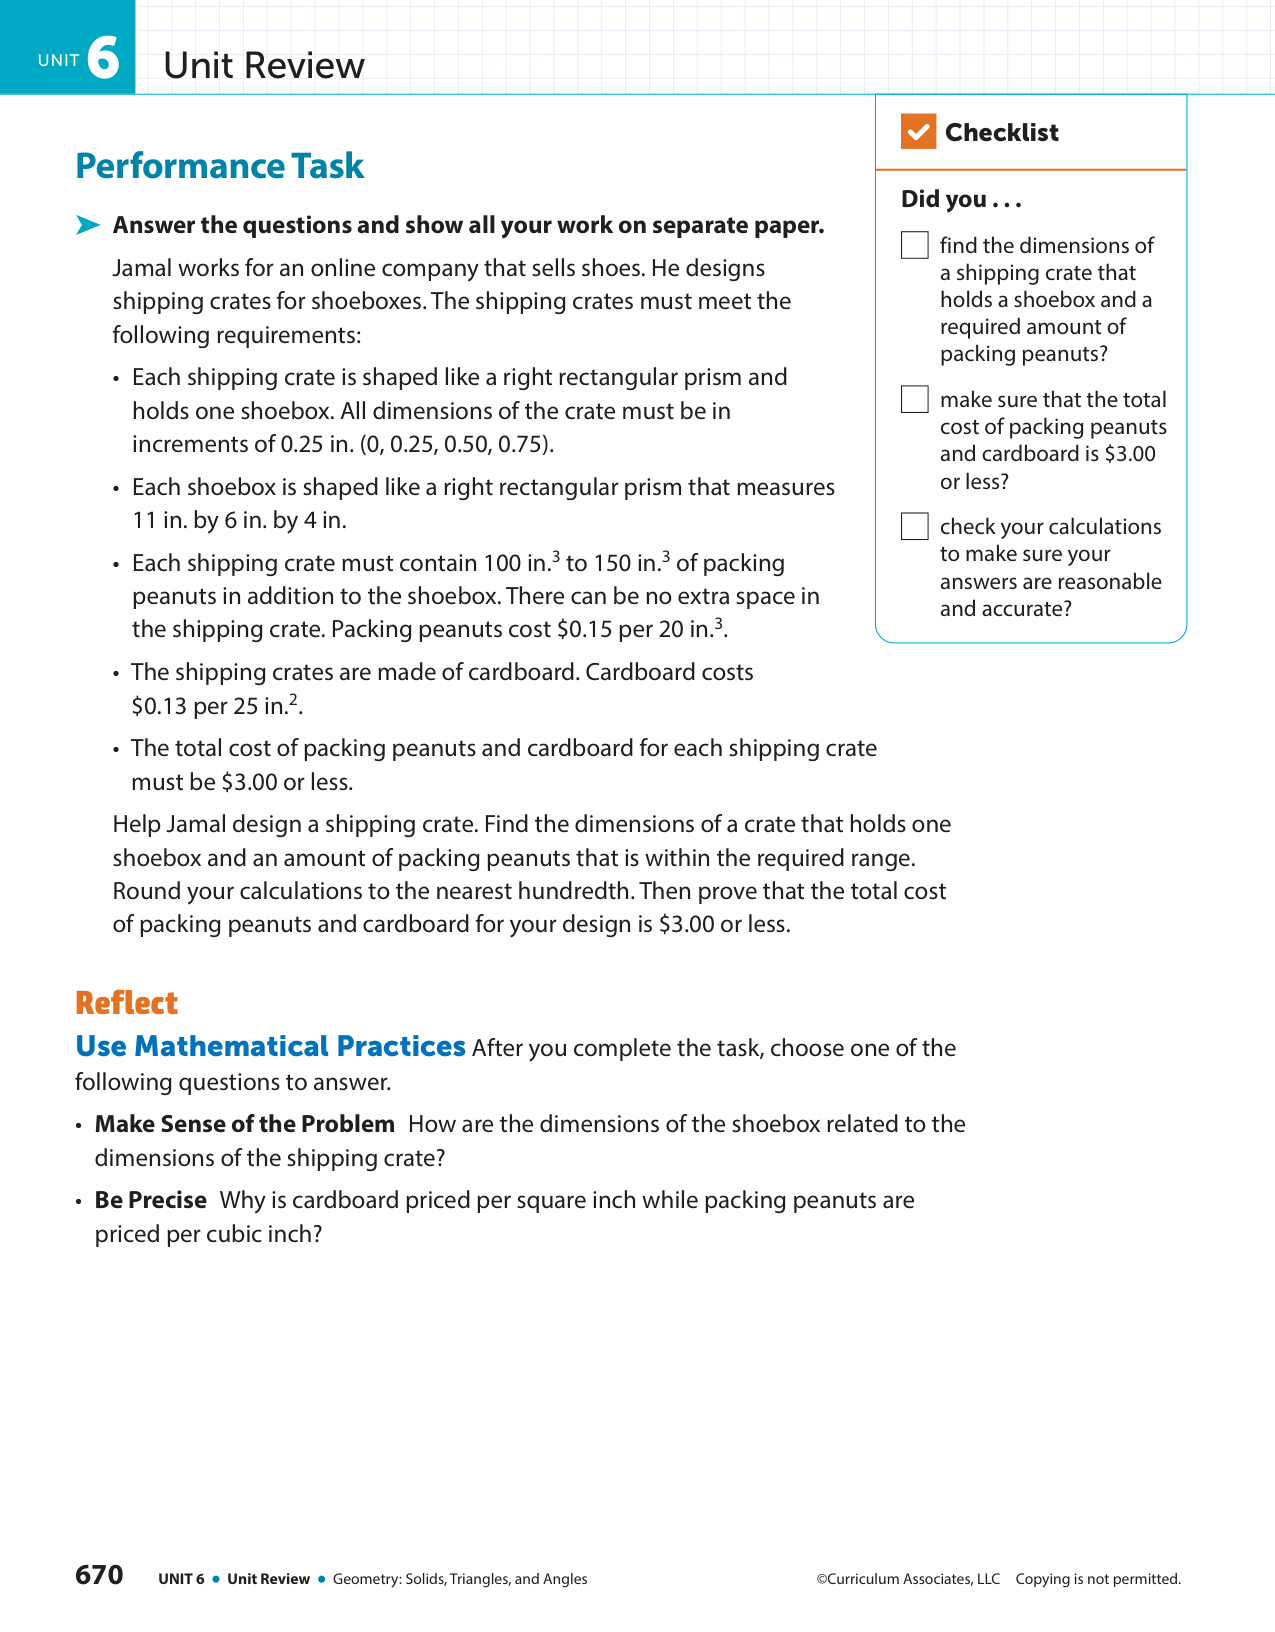 UNIT 6 Unit Review
Performance Task
Answer the questions and show all your work on separate paper.
Jamal works for an online company that sells shoes. He designs
shipping crates for shoeboxes. The shipping crates must meet the
following requirements:
• Each shipping crate is shaped like a right rectangular prism and
holds one shoebox. All dimensions of the crate must be in
increments of 0.25 in. (0, 0.25, 0.50, 0.75).
• Each shoebox is shaped like a right rectangular prism that measures
11 in. by 6 in. by 4 in.
• Each shipping crate must contain 100 in.³ to 150 in.³ of packing
peanuts in addition to the shoebox. There can be no extra space in
the shipping crate. Packing peanuts cost $0.15 per 20 in.³.
• The shipping crates are made of cardboard. Cardboard costs
$0.13 per 25 in.².
• The total cost of packing peanuts and cardboard for each shipping crate
must be $3.00 or less.
Help Jamal design a shipping crate. Find the dimensions of a crate that holds one
shoebox and an amount of packing peanuts that is within the required range.
Round your calculations to the nearest hundredth. Then prove that the total cost
of packing peanuts and cardboard for your design is $3.00 or less.
Checklist
Did you . . .
find the dimensions of
a shipping crate that
holds a shoebox and a
required amount of
packing peanuts?
make sure that the total
cost of packing peanuts
and cardboard is $3.00
or less?
check your calculations
to make sure your
answers are reasonable
and accurate?
Reflect
Use Mathematical Practices After you complete the task, choose one of the
following questions to answer.
• Make Sense of the Problem How are the dimensions of the shoebox related to the
dimensions of the shipping crate?
• Be Precise Why is cardboard priced per square inch while packing peanuts are
priced per cubic inch?
670 UNIT 6 • Unit Review • Geometry: Solids, Triangles, and Angles ©Curriculum Associates, LLC Copying is not permitted.